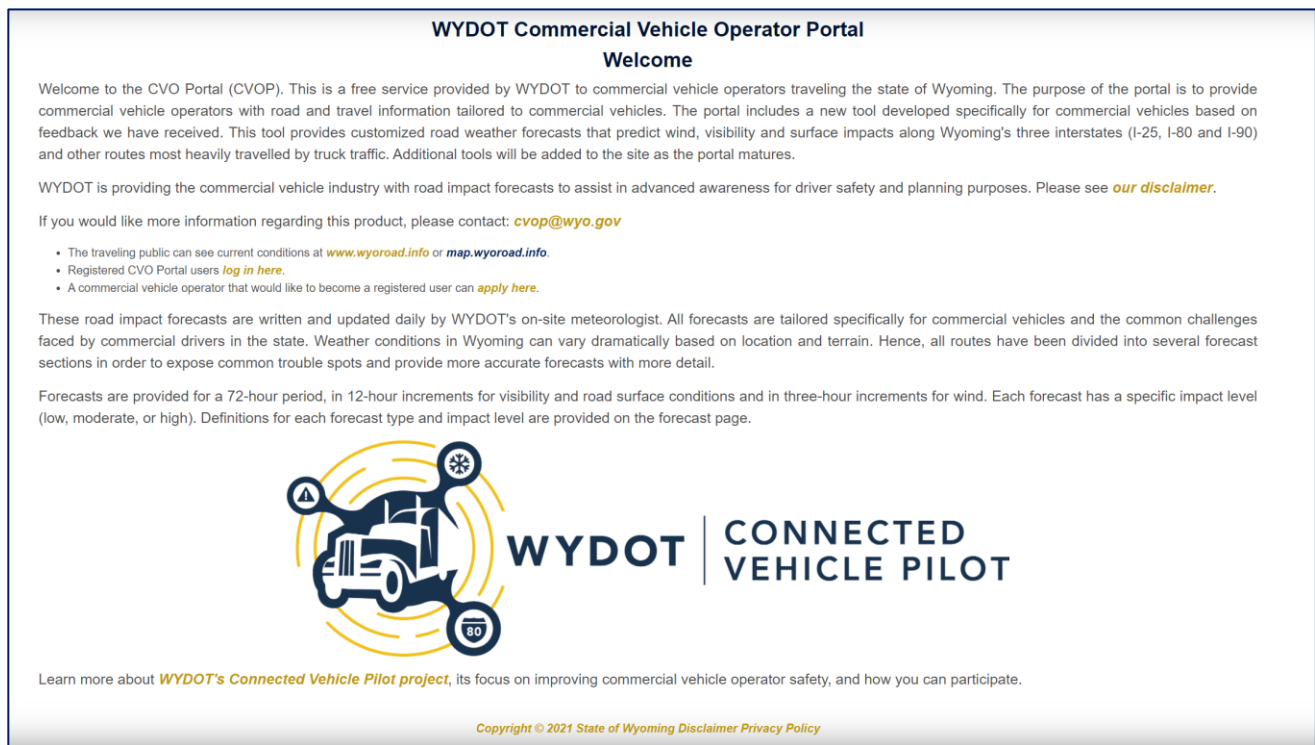 WYDOT Commercial Vehicle Operator Portal
Welcome
Welcome to the CVO Portal (CVOP). This is a free service provided by WYDOT to commercial vehicle operators traveling the state of Wyoming. The purpose of the portal is to provide
commercial vehicle operators with road and travel information tailored to commercial vehicles. The portal includes a new tool developed specifically for commercial vehicles based on
feedback we have received. This tool provides customized road weather forecasts that predict wind, visibility and surface impacts along Wyoming's three interstates (I-25, I-80 and I-90)
and other routes most heavily travelled by truck traffic. Additional tools will be added to the site as the portal matures.
WYDOT is providing the commercial vehicle industry with road impact forecasts to assist in advanced awareness for driver safety and planning purposes. Please see our disclaimer.
If you would like more information regarding this product, please contact: cvop@wyo.gov
• The traveling public can see current conditions at www.wyoroad.info or map.wyoroad.info.
• Registered CVO Portal users log in here.
• A commercial vehicle operator that would like to become a registered user can apply here.
These road impact forecasts are written and updated daily by WYDOT's on-site meteorologist. All forecasts are tailored specifically for commercial vehicles and the common challenges
faced by commercial drivers in the state. Weather conditions in Wyoming can vary dramatically based on location and terrain. Hence, all routes have been divided into several forecast
sections in order to expose common trouble spots and provide more accurate forecasts with more detail.
Forecasts are provided for a 72-hour period, in 12-hour increments for visibility and road surface conditions and in three-hour increments for wind. Each forecast has a specific impact level
(low, moderate, or high). Definitions for each forecast type and impact level are provided on the forecast page.
WYDOT
CONNECTED
VEHICLE PILOT
80
Learn more about WYDOT's Connected Vehicle Pilot project, its focus on improving commercial vehicle operator safety, and how you can participate.
Copyright © 2021 State of Wyoming Disclaimer Privacy Policy